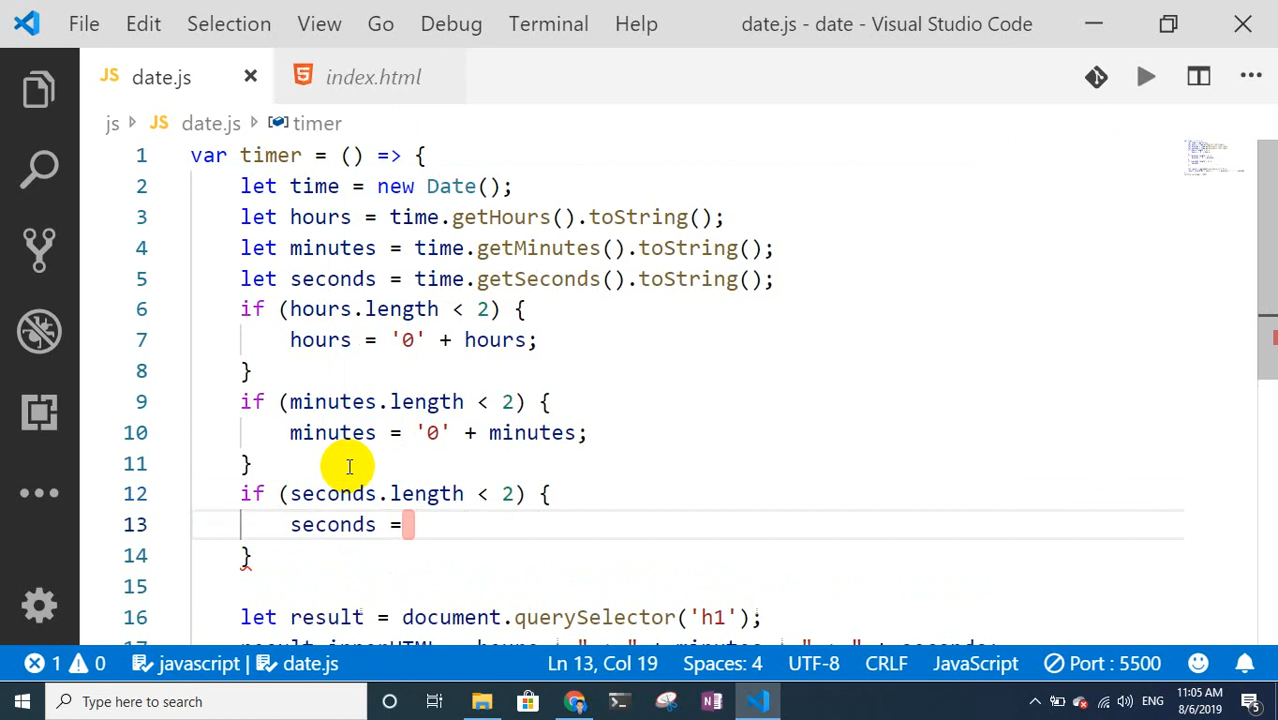 File Edit Selection View Go Debug Terminal Help date.js - date - Visual Studio Code
JS date.js index.html
js JS date.js timer
1 var timer = () => {
2 let time = new Date();
3 let hours = time.getHours().toString();
4 let minutes = time.getMinutes().toString();
5 let seconds = time.getSeconds().toString();
6 if (hours.length < 2) {
7 hours = '0' + hours;
8 }
9 if (minutes.length < 2) {
10 minutes = '0' + minutes;
11 }
12 if (seconds.length < 2) {
13 seconds =
14 }
15
16 let result = document.querySelector('h1');
1 0 javascript | date.js Ln 13, Col 19 Spaces: 4 UTF-8 CRLF JavaScript Port : 5500
Type here to search ENG 11:05 AM 8/6/2019 5